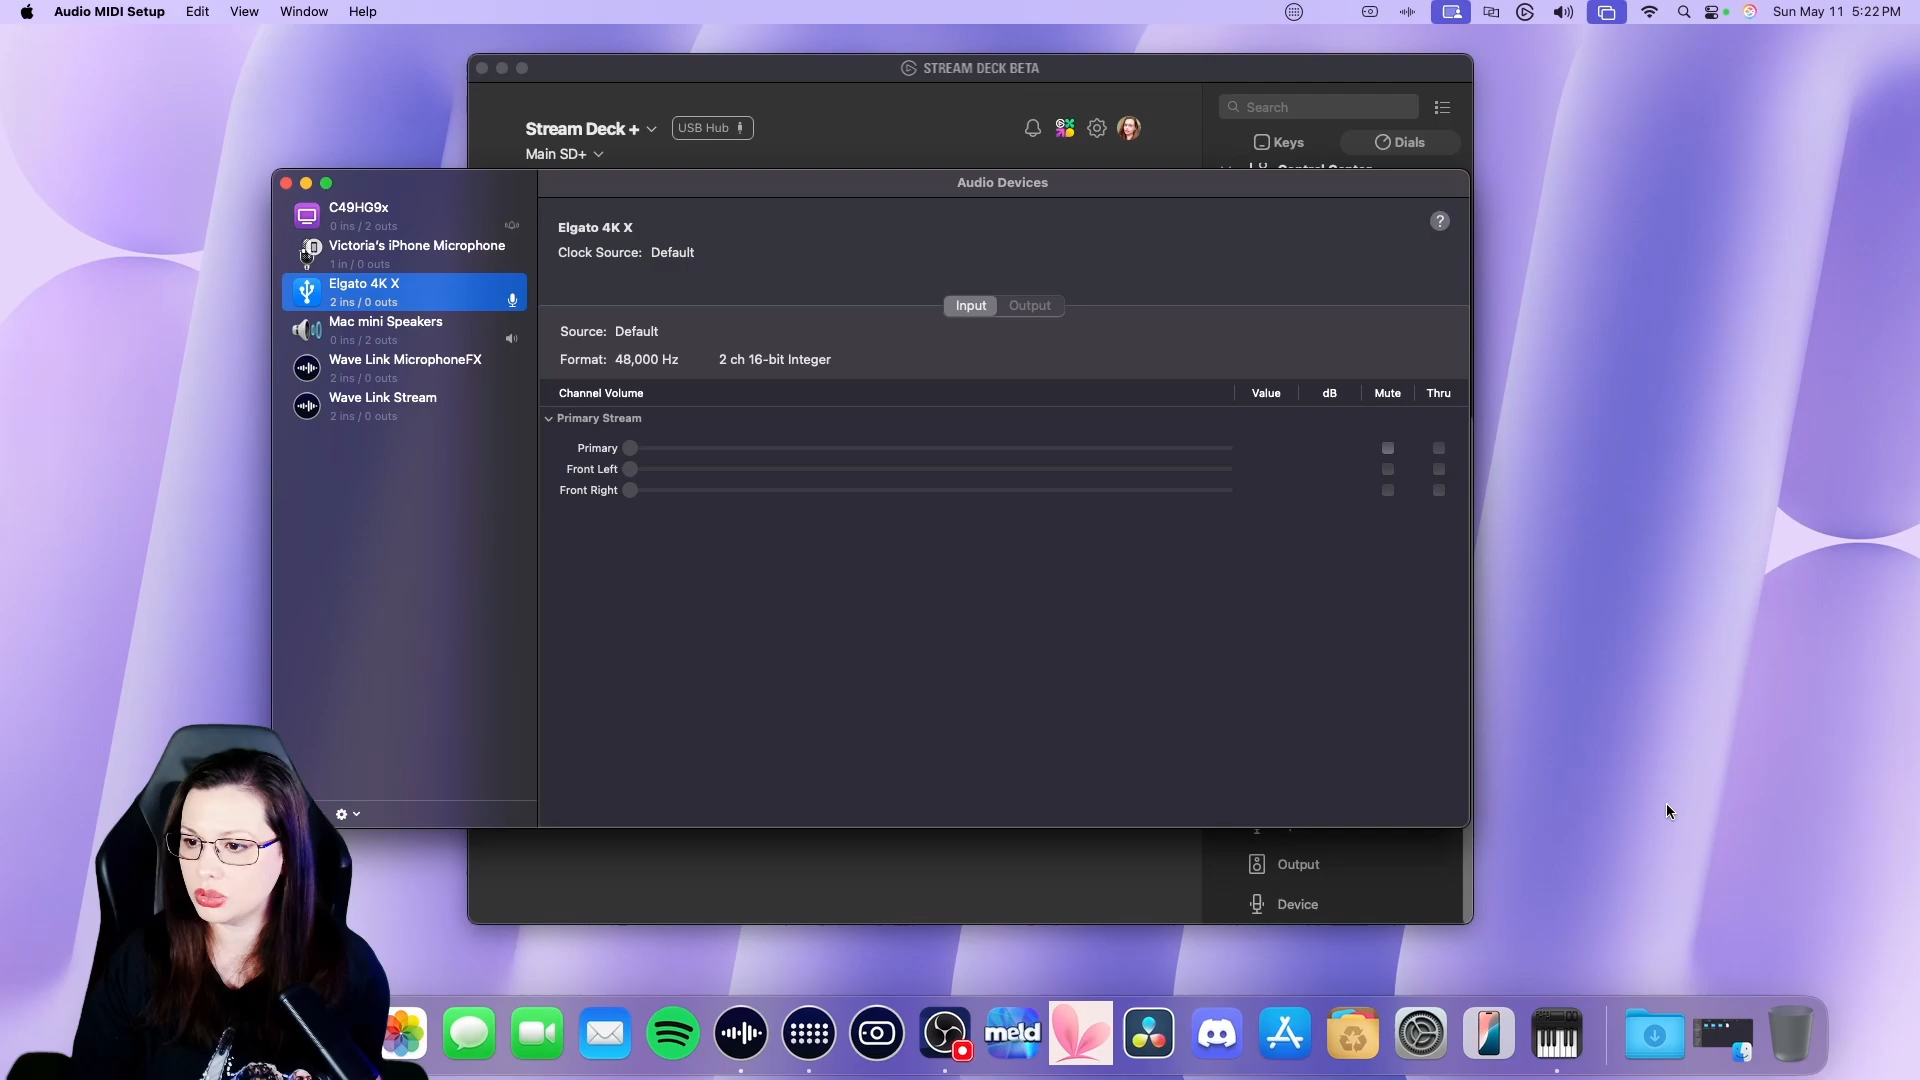 Audio MIDI Setup Edit View Window Help
Sun May 11 5:22 PM
STREAM DECK BETA
Stream Deck +
USB Hub
Main SD+
Search
Keys
Dials
Audio Devices
C49HG9x
0 ins / 2 outs
Victoria's iPhone Microphone
1 in / 0 outs
Elgato 4K X
2 ins / 0 outs
Mac mini Speakers
0 ins / 2 outs
Wave Link MicrophoneFX
2 ins / 0 outs
Wave Link Stream
2 ins / 0 outs
Elgato 4K X
?
Clock Source: Default
Input Output
Source: Default
Format: 48,000 Hz 2 ch 16-bit Integer
Channel Volume Value dB Mute Thru
Primary Stream
Primary
Front Left
Front Right
Output
Device
meld